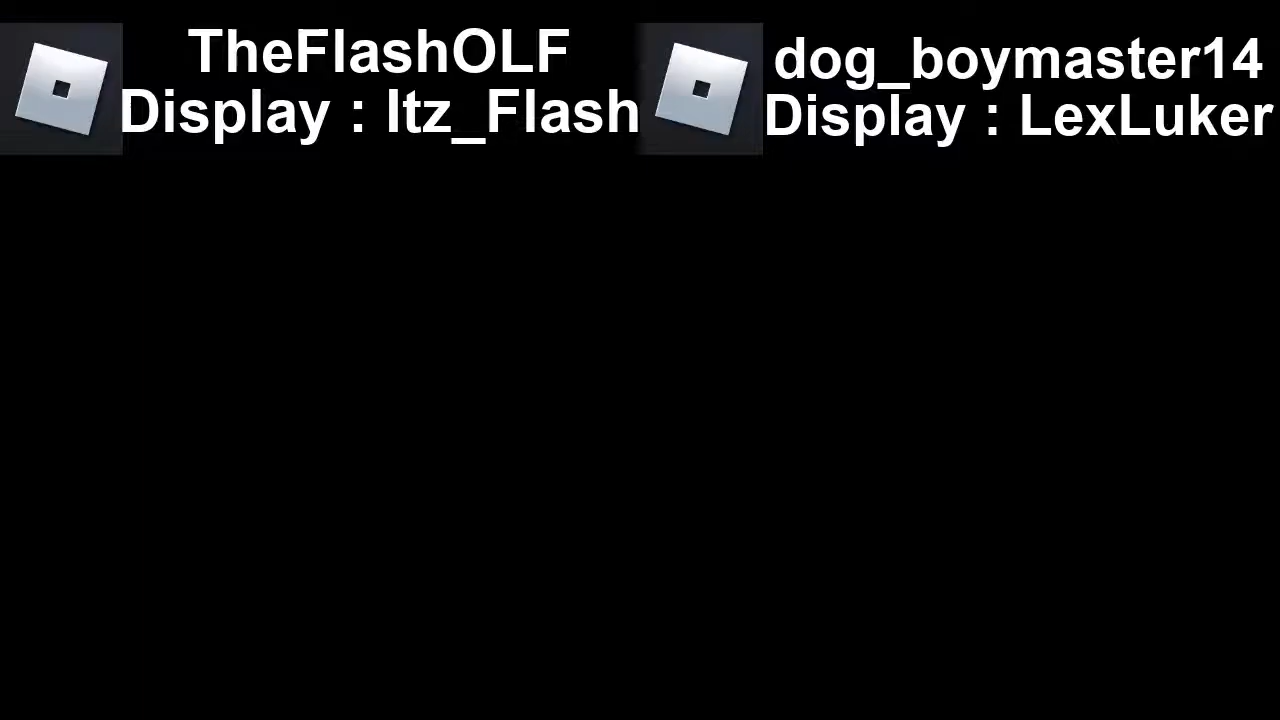 TheFlashOLF
Display : Itz_Flash
dog_boymaster14
Display : LexLuker